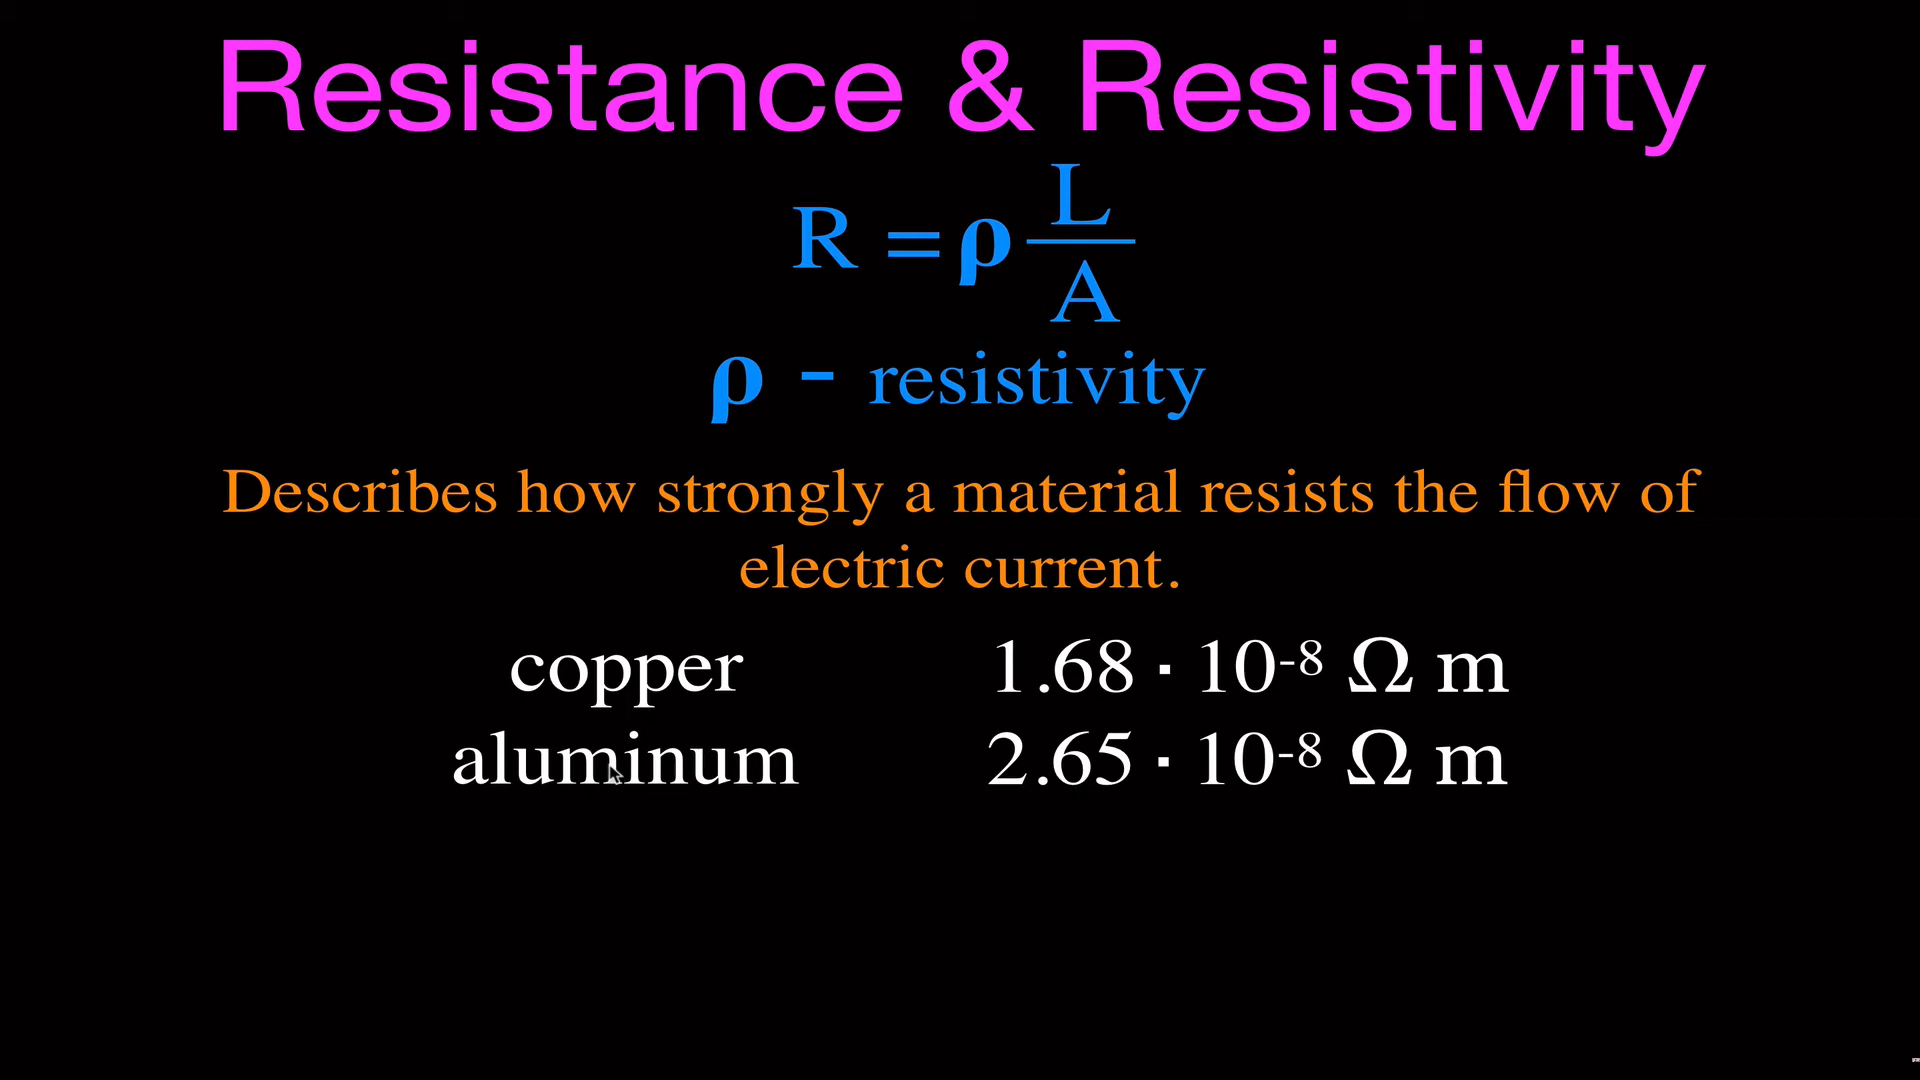 Resistance & Resistivity
R = ρ L/A
ρ - resistivity
Describes how strongly a material resists the flow of
electric current.
copper 1.68 · 10⁻⁸ Ω m
aluminum 2.65 · 10⁻⁸ Ω m